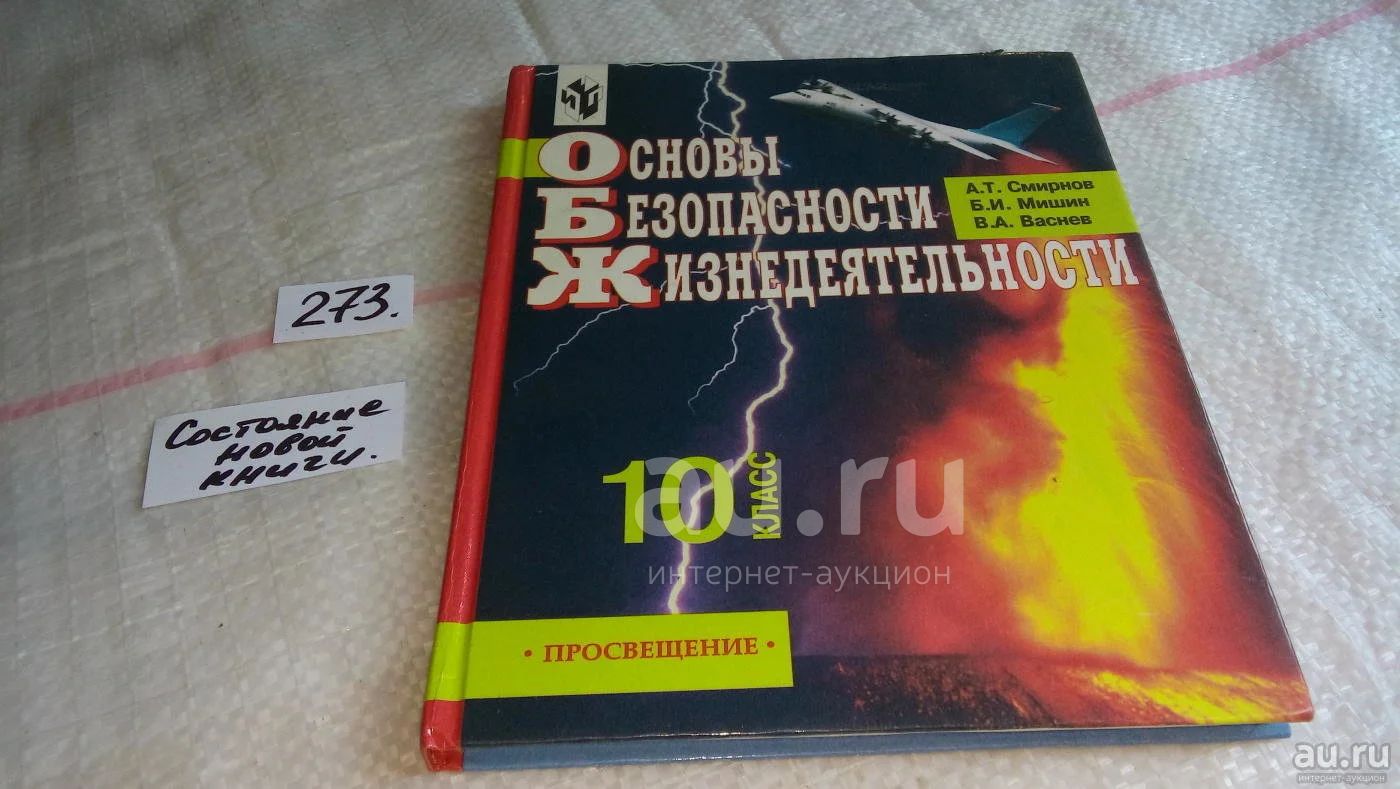 ОСНОВЫ
БЕЗОПАСНОСТИ
ЖИЗНЕДЕЯТЕЛЬНОСТИ
А.Т. Смирнов
Б.И. Мишин
В.А. Васнев
273.
Состояние
новой
книги.
10 КЛАСС
au.ru
интернет-аукцион
• ПРОСВЕЩЕНИЕ •
au.ru
интернет-аукцион